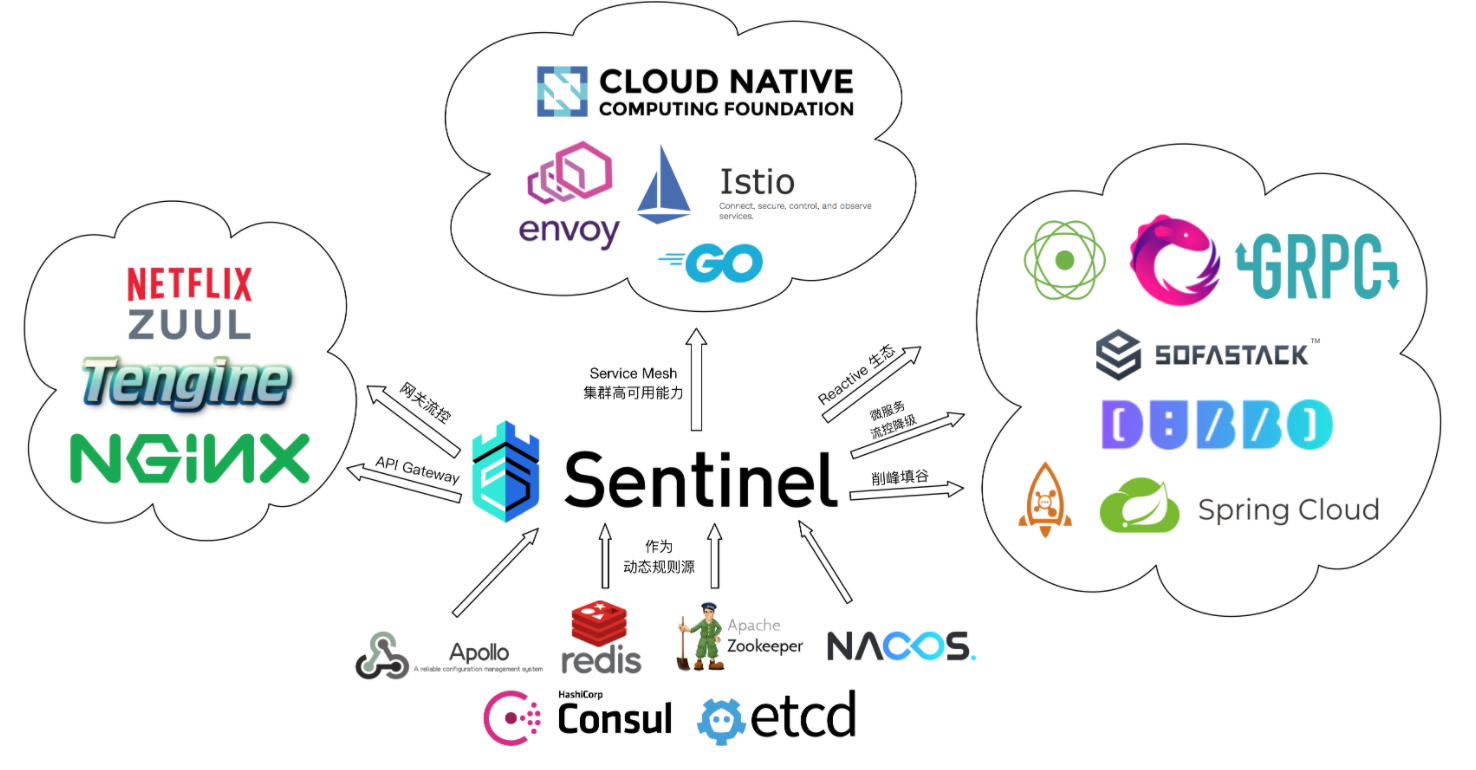 CLOUD NATIVE
COMPUTING FOUNDATION
envoy
Istio
Connect, secure, control, and observe
services.
GO
NETFLIX
ZUUL
Tengine
NGINX
GRPC
SOFASTACK™
DUBBO
Spring Cloud
网关流控
API Gateway
Service Mesh
集群高可用能力
Reactive 生态
微服务
流控降级
削峰填谷
Sentinel
作为
动态规则源
Apollo
A reliable configuration management system
redis
Apache
Zookeeper
NACOS.
HashiCorp
Consul
etcd